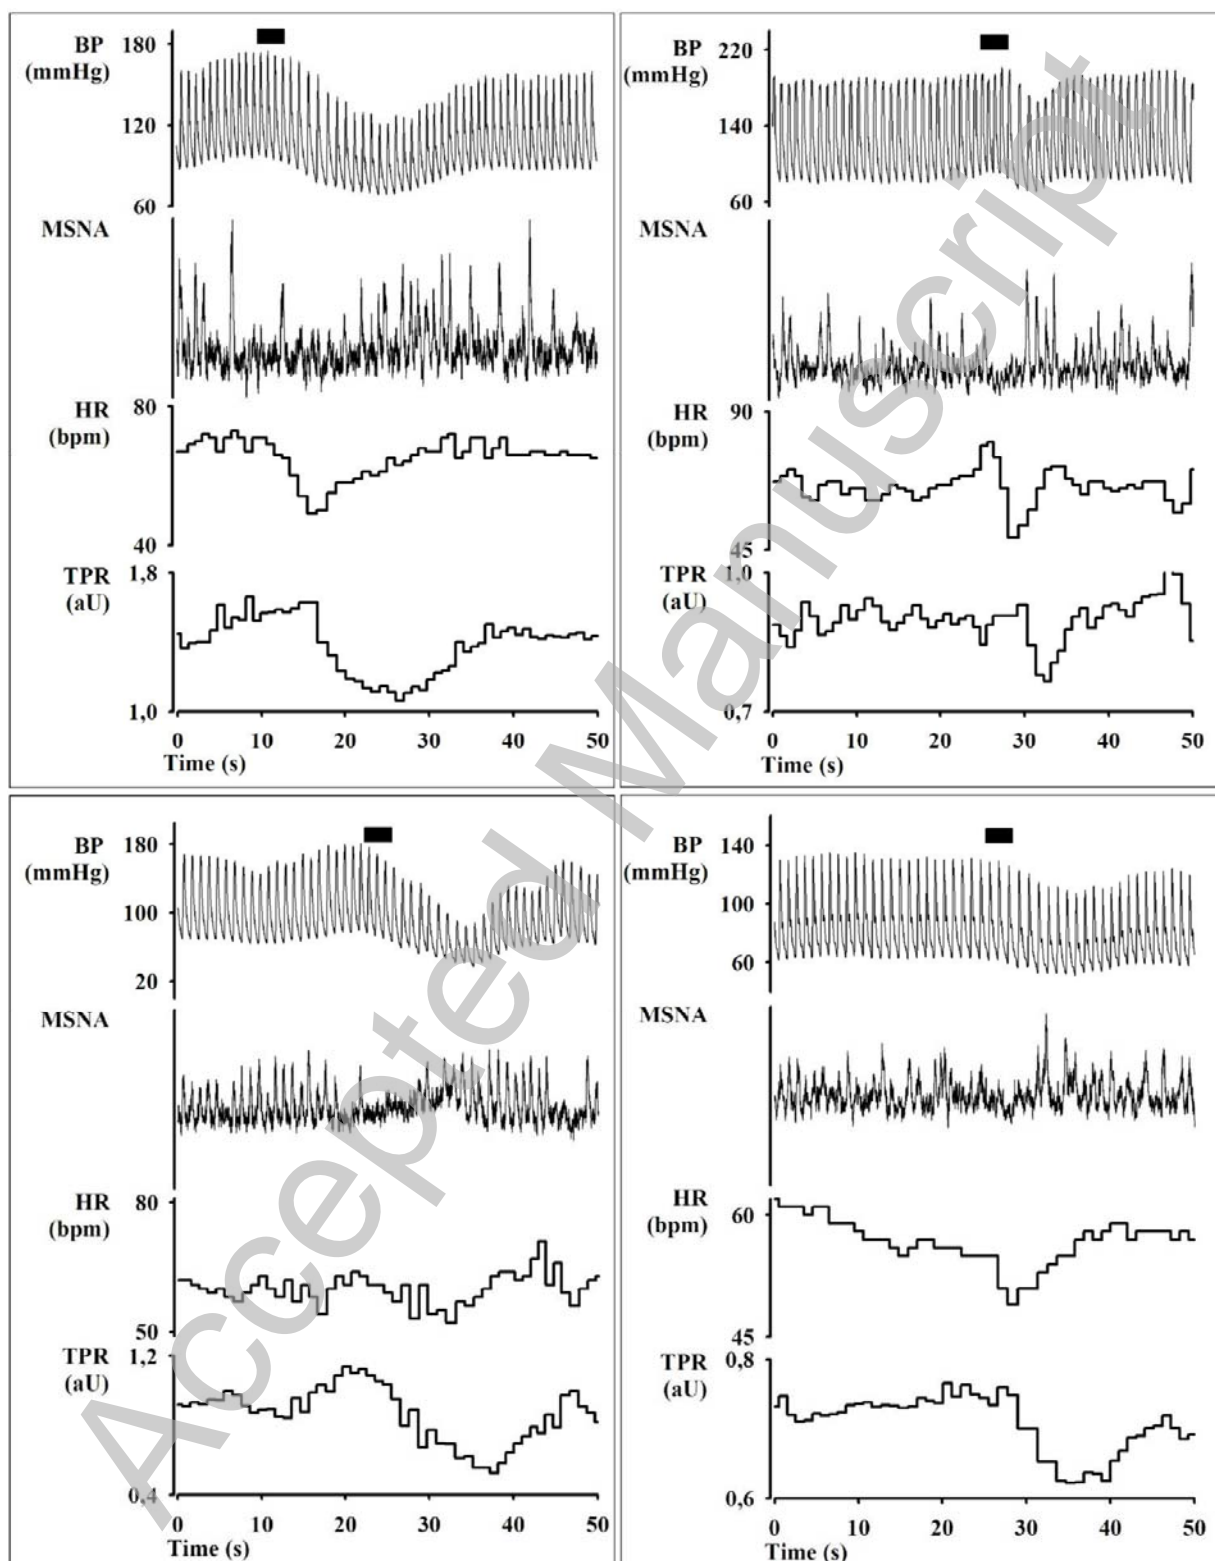 BP
(mmHg)
180
120
60
MSNA
HR
(bpm)
80
40
TPR
(aU)
1,8
1,0
0 10 20 30 40 50
Time (s)
BP
(mmHg)
220
140
60
MSNA
HR
(bpm)
90
45
TPR
(aU)
1,0
0,7
0 10 20 30 40 50
Time (s)
BP
(mmHg)
180
100
20
MSNA
HR
(bpm)
80
50
TPR
(aU)
1,2
0,4
0 10 20 30 40 50
Time (s)
BP
(mmHg)
140
100
60
MSNA
HR
(bpm)
60
45
TPR
(aU)
0,8
0,6
0 10 20 30 40 50
Time (s)
Accepted Manuscript